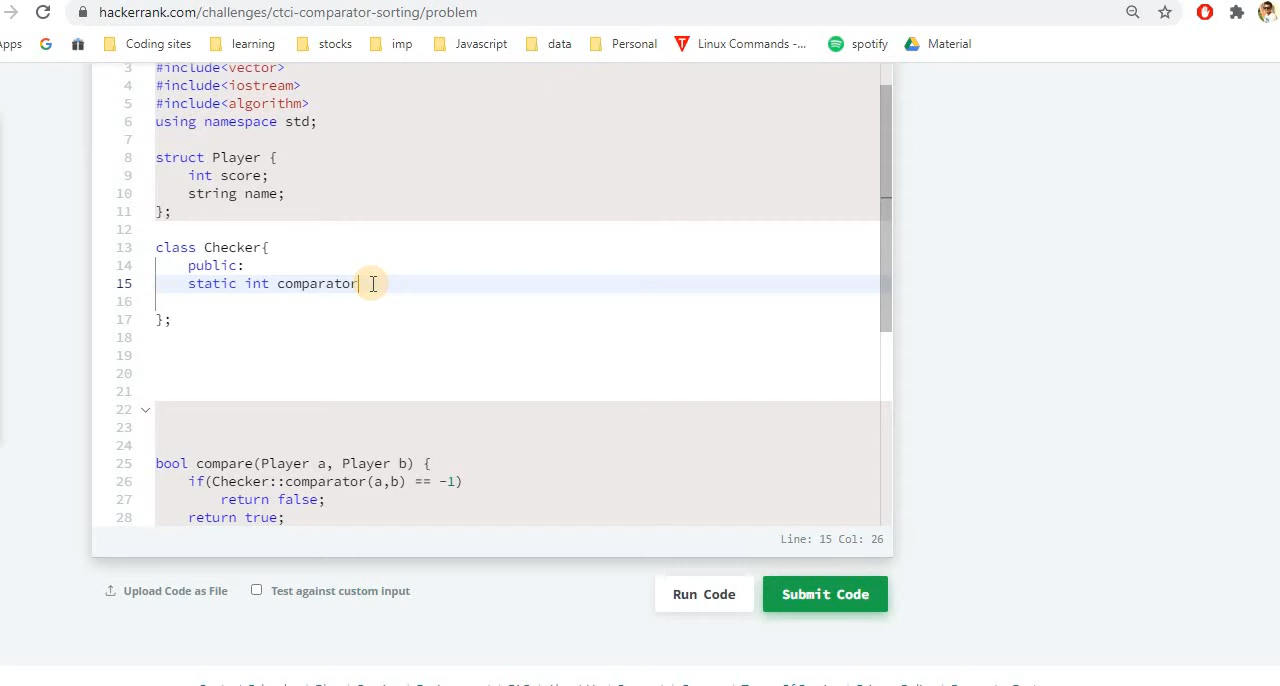 hackerrank.com/challenges/ctci-comparator-sorting/problem
pps Coding sites learning stocks imp Javascript data Personal Linux Commands -... spotify Material
3 #include<vector>
4 #include<iostream>
5 #include<algorithm>
6 using namespace std;
7
8 struct Player {
9 int score;
10 string name;
11 };
12
13 class Checker{
14 public:
15 static int comparator
16
17 };
18
19
20
21
22
23
24
25 bool compare(Player a, Player b) {
26 if(Checker::comparator(a,b) == -1)
27 return false;
28 return true;
Line: 15 Col: 26
Upload Code as File Test against custom input Run Code Submit Code